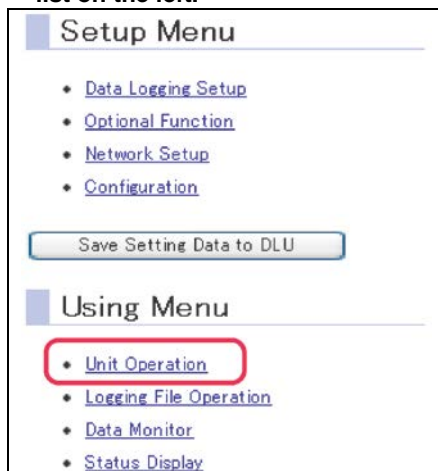 list on the left.
Setup Menu
• Data Logging Setup
• Optional Function
• Network Setup
• Configuration
Save Setting Data to DLU
Using Menu
• Unit Operation
• Logging File Operation
• Data Monitor
• Status Display